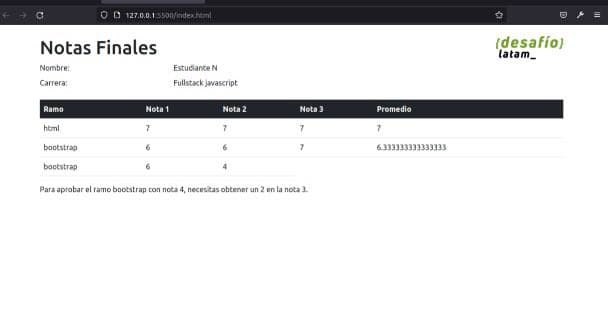 127.0.0.1:5500/index.html
Notas Finales
{desafío)
latam_
Nombre: Estudiante N
Carrera: Fullstack javascript
Ramo Nota 1 Nota 2 Nota 3 Promedio
html 7 7 7 7
bootstrap 6 6 7 6.333333333333333
bootstrap 6 4
Para aprobar el ramo bootstrap con nota 4, necesitas obtener un 2 en la nota 3.